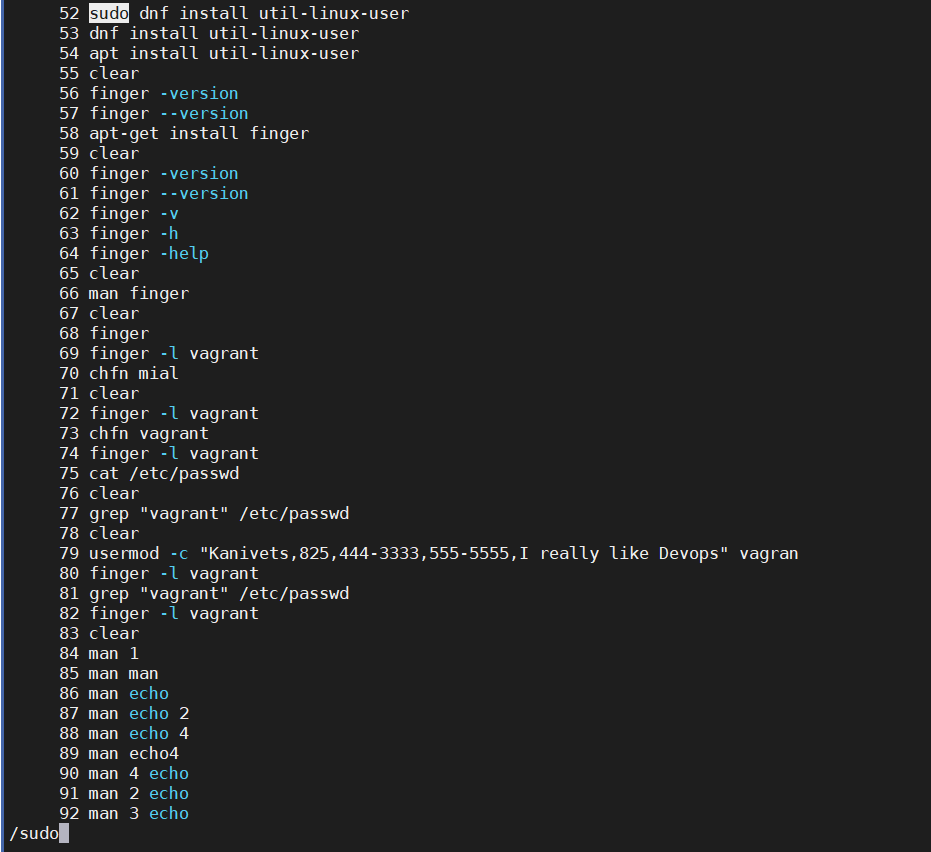 52 sudo dnf install util-linux-user
53 dnf install util-linux-user
54 apt install util-linux-user
55 clear
56 finger -version
57 finger --version
58 apt-get install finger
59 clear
60 finger -version
61 finger --version
62 finger -v
63 finger -h
64 finger -help
65 clear
66 man finger
67 clear
68 finger
69 finger -l vagrant
70 chfn mial
71 clear
72 finger -l vagrant
73 chfn vagrant
74 finger -l vagrant
75 cat /etc/passwd
76 clear
77 grep "vagrant" /etc/passwd
78 clear
79 usermod -c "Kanivets,825,444-3333,555-5555,I really like Devops" vagran
80 finger -l vagrant
81 grep "vagrant" /etc/passwd
82 finger -l vagrant
83 clear
84 man 1
85 man man
86 man echo
87 man echo 2
88 man echo 4
89 man echo4
90 man 4 echo
91 man 2 echo
92 man 3 echo
/sudo